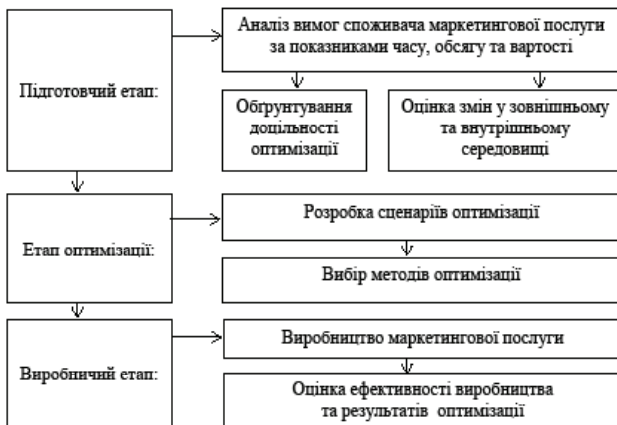 Підготовчий етап:
Аналіз вимог споживача маркетингової послуги
за показниками часу, обсягу та вартості
Обґрунтування
доцільності
оптимізації
Оцінка змін у зовнішньому
та внутрішньому
середовищі
Етап оптимізації:
Розробка сценаріїв оптимізації
Вибір методів оптимізації
Виробничий етап:
Виробництво маркетингової послуги
Оцінка ефективності виробництва
та результатів оптимізації